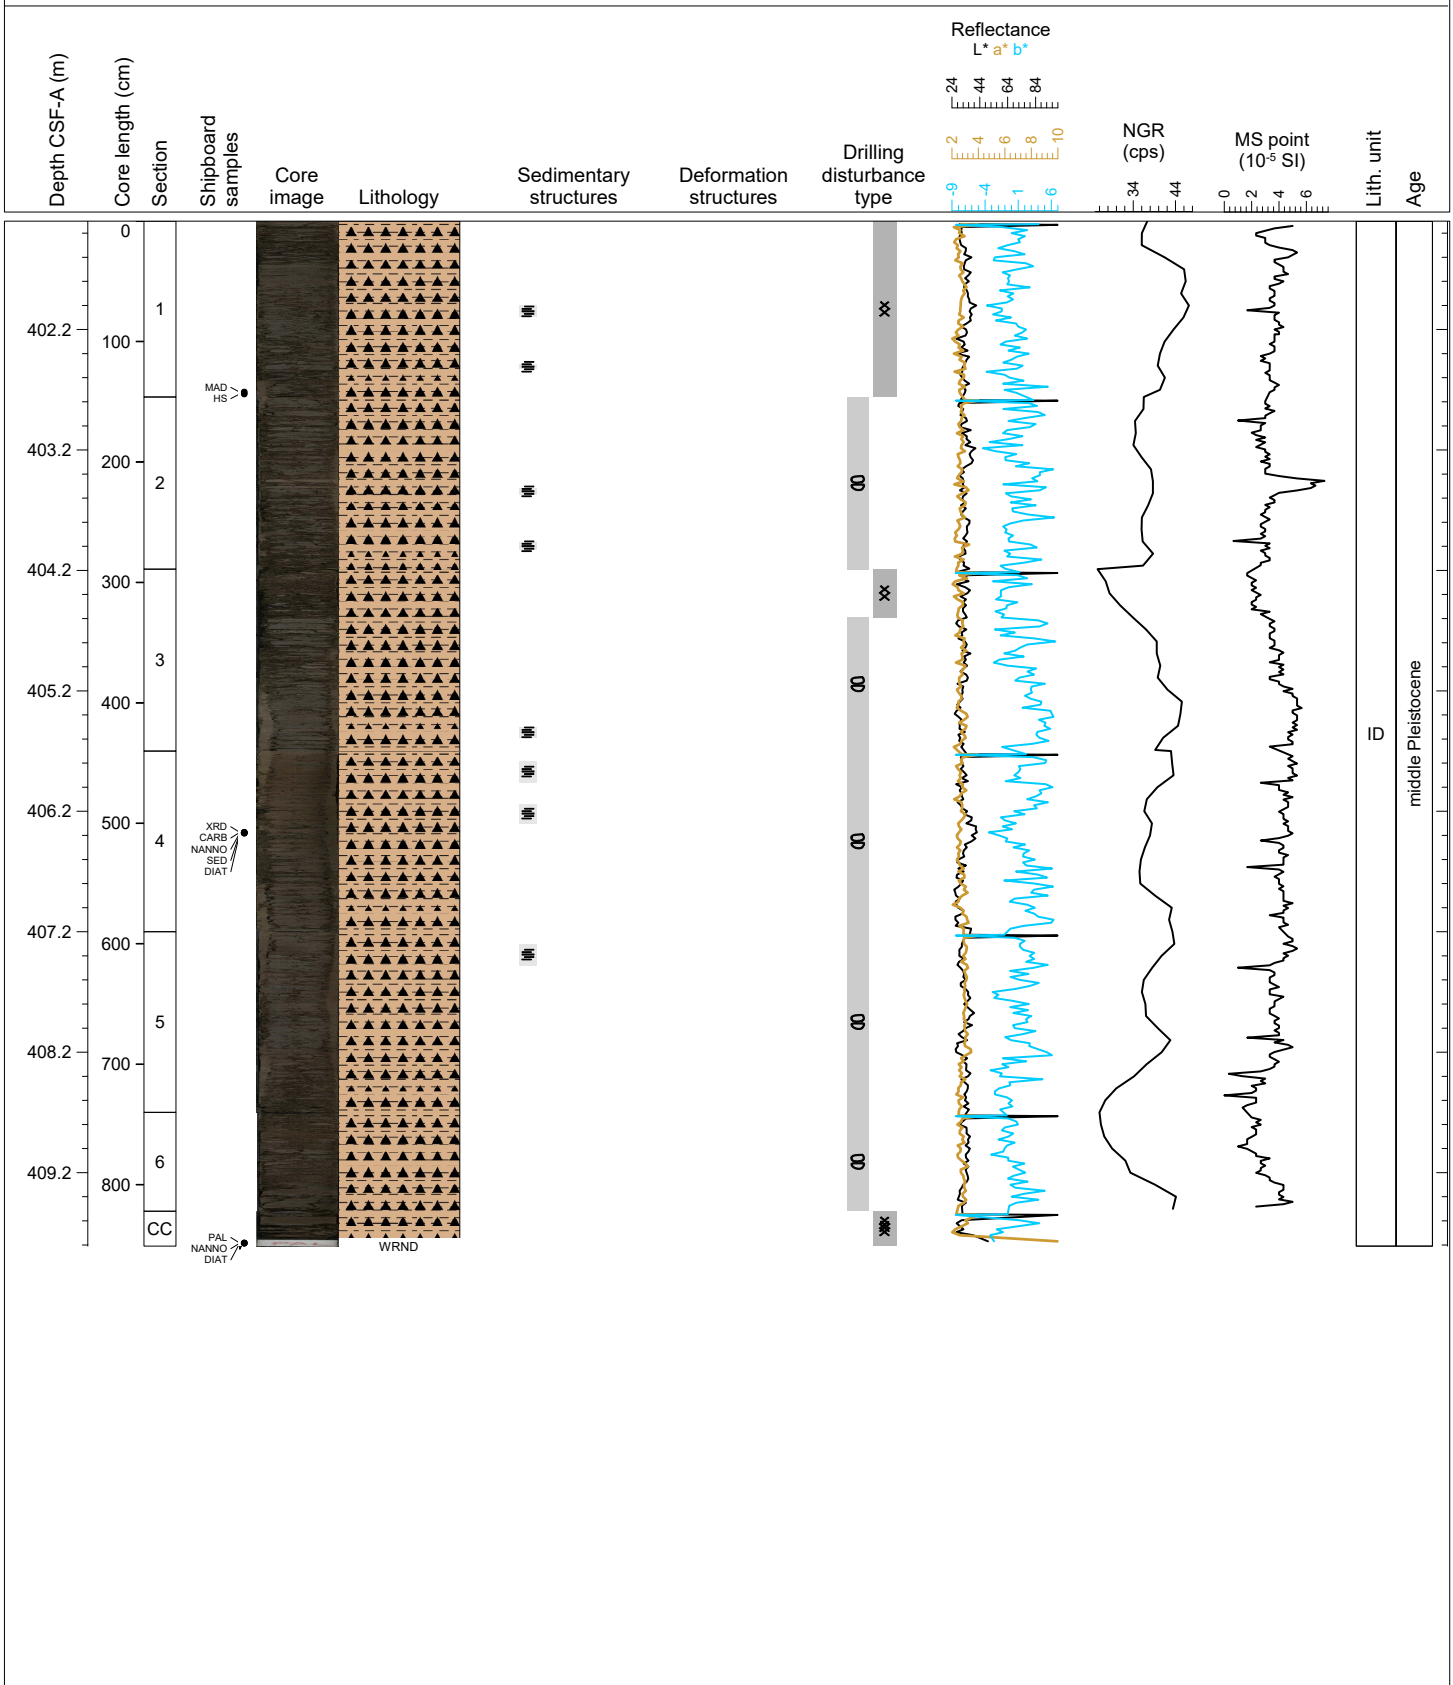 Depth CSF-A (m)
Core length (cm)
Section
Shipboard
samples
Core
image
Lithology
Sedimentary
structures
Deformation
structures
Drilling
disturbance
type
Reflectance
L* a* b*
24 44 64 84
2 4 6 8 10
-9 -4 1 6
NGR
(cps)
34 44
MS point
(10-5 SI)
0 2 4 6
Lith. unit
Age
0
1
402.2
100
MAD
HS
403.2
200
2
404.2
300
3
405.2
400
ID
middle Pleistocene
406.2
500
4
XRD
CARB
NANNO
SED
DIAT
407.2
600
5
408.2
700
6
409.2
800
CC
PAL
NANNO
DIAT
WRND